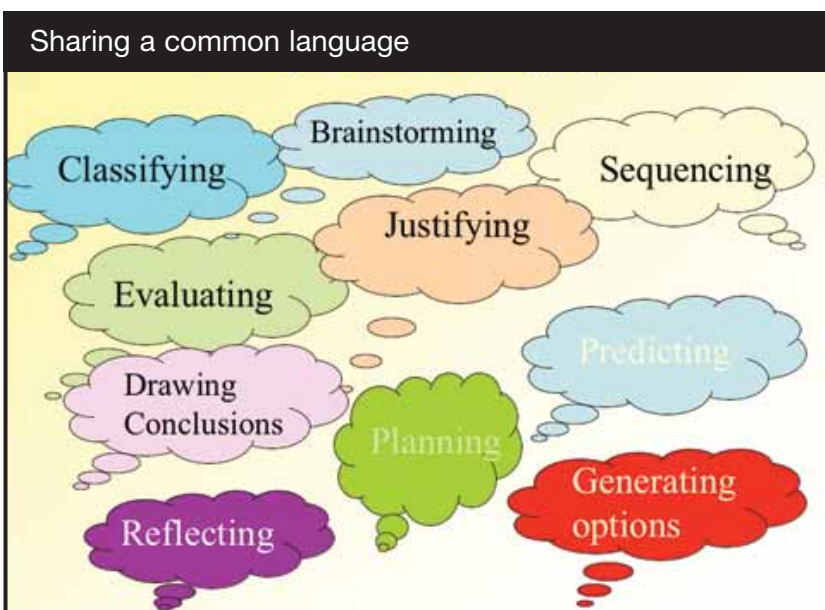 Sharing a common language
Classifying
Brainstorming
Sequencing
Justifying
Evaluating
Predicting
Drawing
Conclusions
Planning
Generating
options
Reflecting